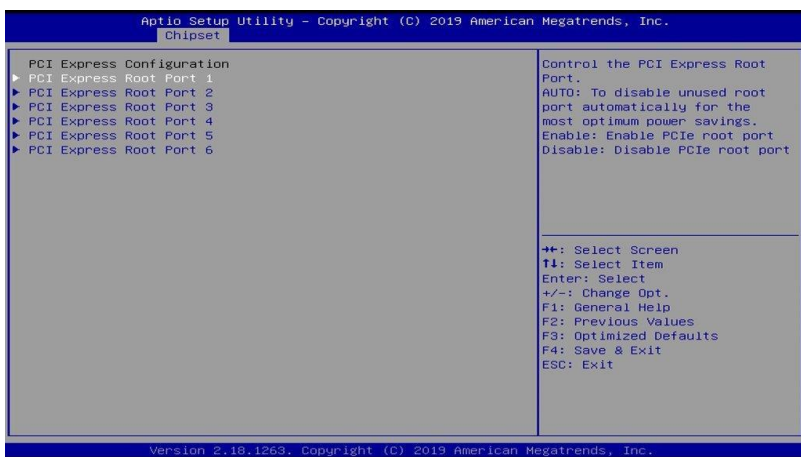 Aptio Setup Utility – Copyright (C) 2019 American Megatrends, Inc.
Chipset
PCI Express Configuration
PCI Express Root Port 1
PCI Express Root Port 2
PCI Express Root Port 3
PCI Express Root Port 4
PCI Express Root Port 5
PCI Express Root Port 6
Control the PCI Express Root
Port.
AUTO: To disable unused root
port automatically for the
most optimum power savings.
Enable: Enable PCIe root port
Disable: Disable PCIe root port
→←: Select Screen
↑↓: Select Item
Enter: Select
+/-: Change Opt.
F1: General Help
F2: Previous Values
F3: Optimized Defaults
F4: Save & Exit
ESC: Exit
Version 2.18.1263. Copyright (C) 2019 American Megatrends, Inc.